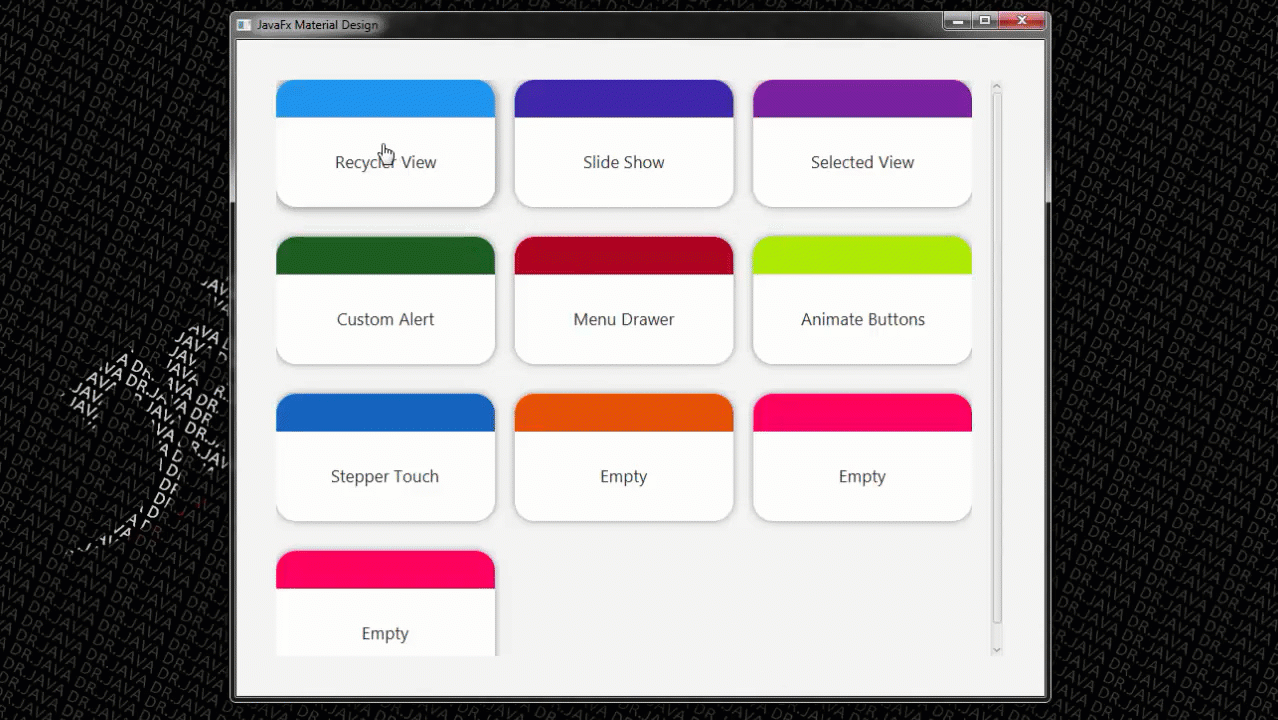 JavaFx Material Design
Recycler View
Slide Show
Selected View
Custom Alert
Menu Drawer
Animate Buttons
Stepper Touch
Empty
Empty
Empty